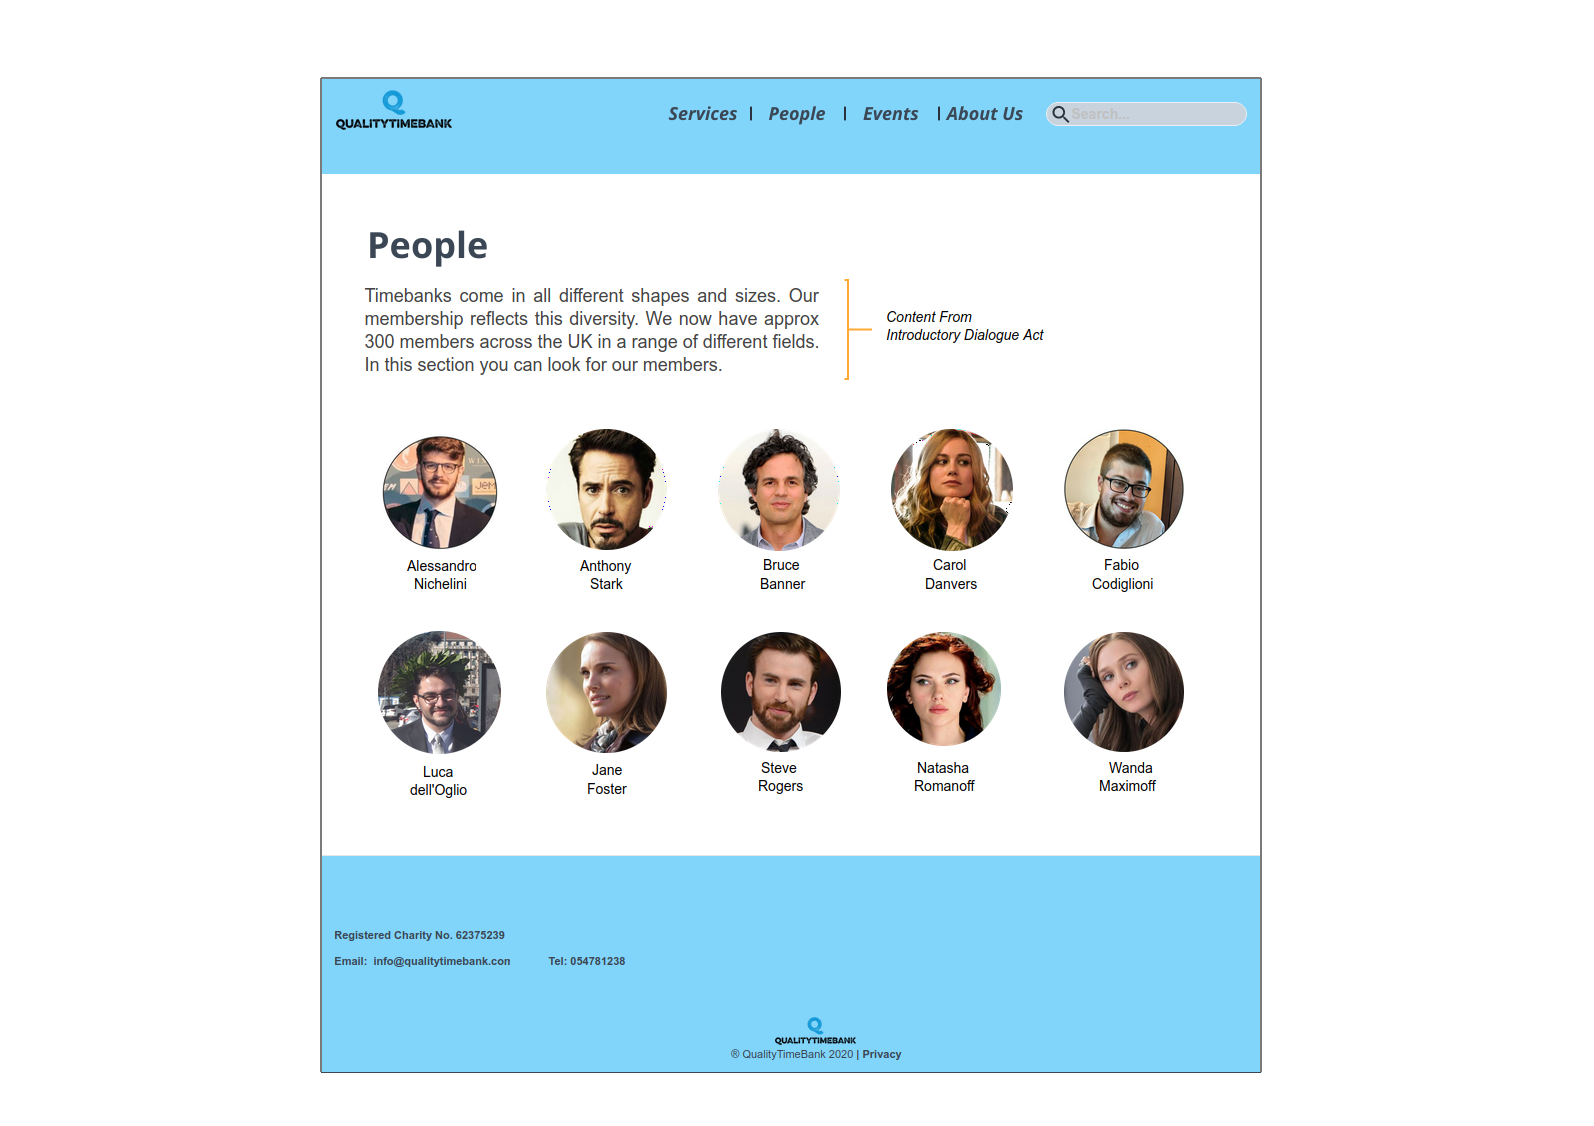 QUALITYTIMEBANK
Services | People | Events | About Us
Search...
People
Timebanks come in all different shapes and sizes. Our
membership reflects this diversity. We now have approx
300 members across the UK in a range of different fields.
In this section you can look for our members.
Content From
Introductory Dialogue Act
Alessandro
Nichelini
Anthony
Stark
Bruce
Banner
Carol
Danvers
Fabio
Codiglioni
Luca
dell'Oglio
Jane
Foster
Steve
Rogers
Natasha
Romanoff
Wanda
Maximoff
Registered Charity No. 62375239
Email: info@qualitytimebank.com Tel: 054781238
QUALITYTIMEBANK
® QualityTimeBank 2020 | Privacy